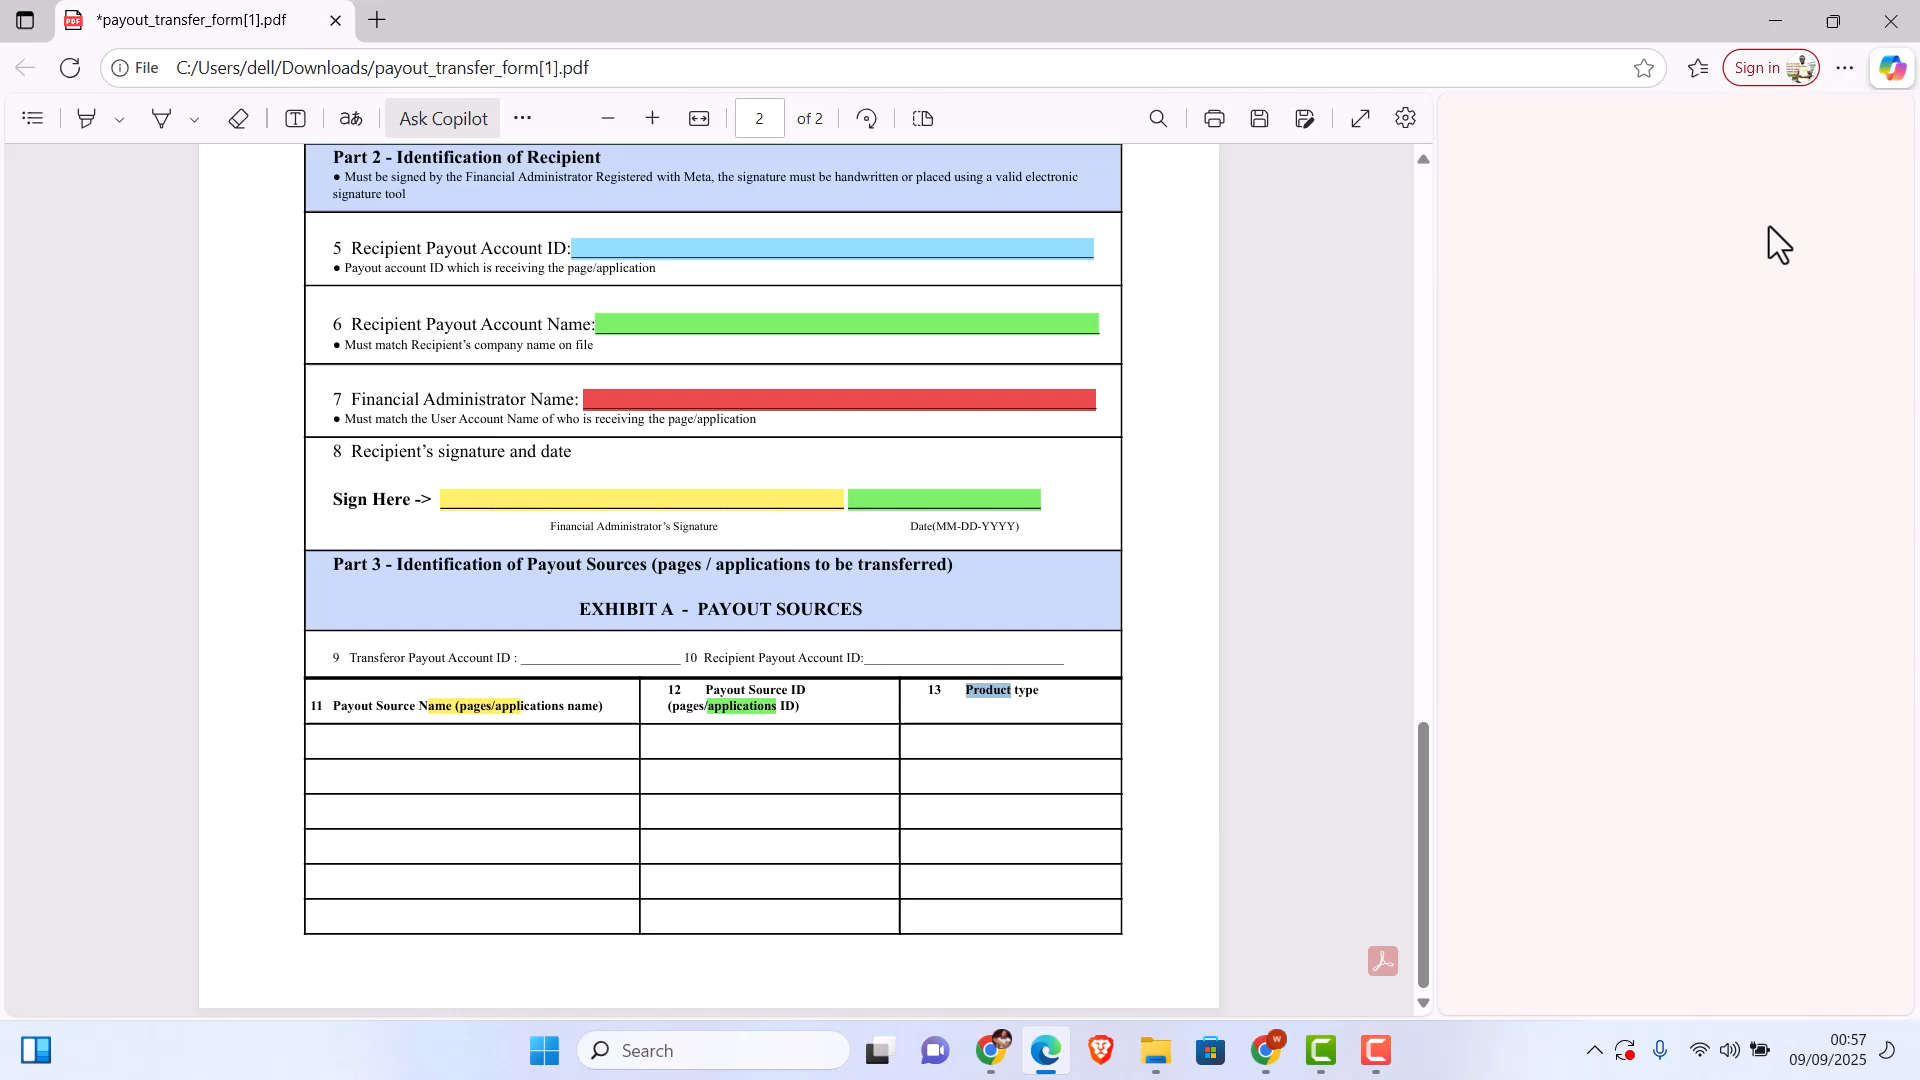 *payout_transfer_form[1].pdf
File C:/Users/dell/Downloads/payout_transfer_form[1].pdf
Sign in
Ask Copilot
2 of 2
Part 2 - Identification of Recipient
● Must be signed by the Financial Administrator Registered with Meta, the signature must be handwritten or placed using a valid electronic
signature tool
5 Recipient Payout Account ID:
● Payout account ID which is receiving the page/application
6 Recipient Payout Account Name:
● Must match Recipient’s company name on file
7 Financial Administrator Name:
● Must match the User Account Name of who is receiving the page/application
8 Recipient’s signature and date
Sign Here ->
Financial Administrator’s Signature Date(MM-DD-YYYY)
Part 3 - Identification of Payout Sources (pages / applications to be transferred)
EXHIBIT A - PAYOUT SOURCES
9 Transferor Payout Account ID : ________________________ 10 Recipient Payout Account ID:______________________________
11 Payout Source Name (pages/applications name)
12 Payout Source ID
(pages/applications ID)
13 Product type
Search
00:57
09/09/2025